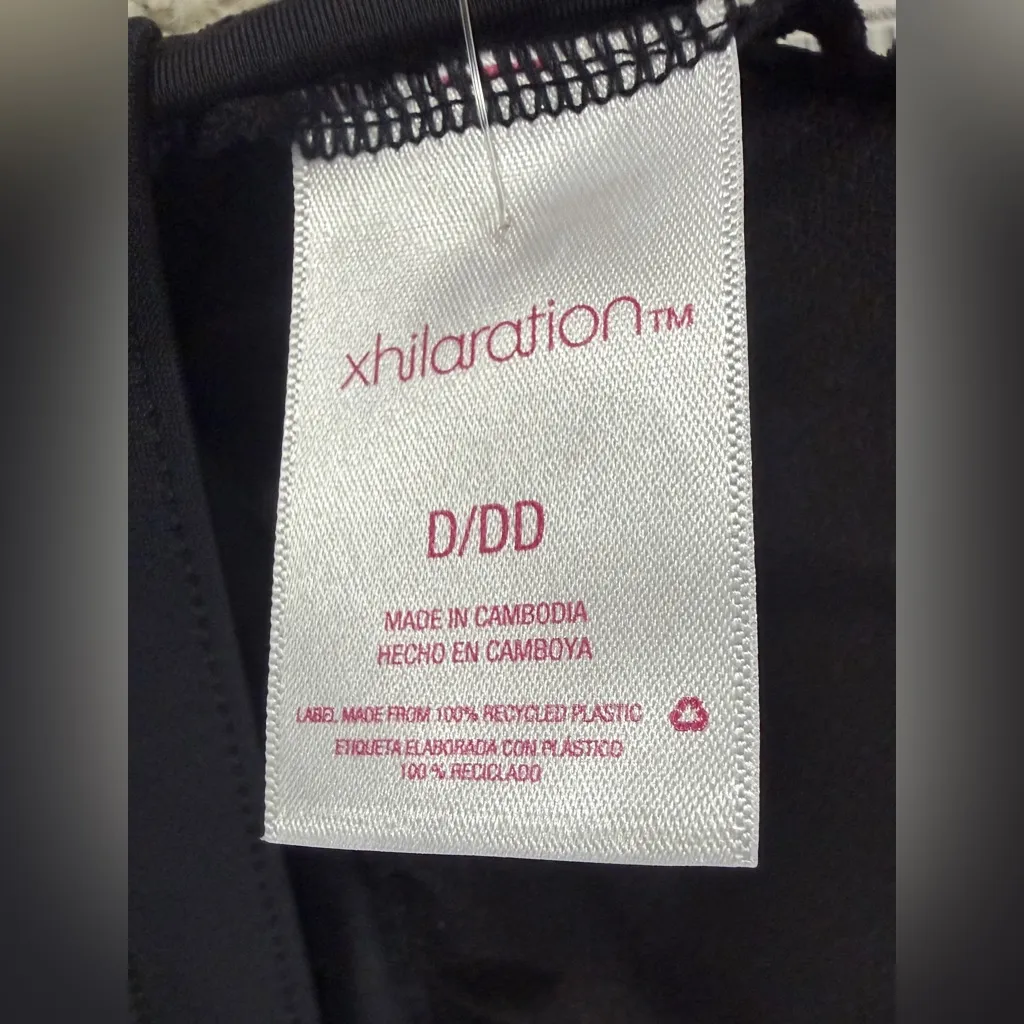 xhilaration™
D/DD
MADE IN CAMBODIA
HECHO EN CAMBOYA
LABEL MADE FROM 100% RECYCLED PLASTIC
ETIQUETA ELABORADA CON PLÁSTICO
100 % RECICLADO